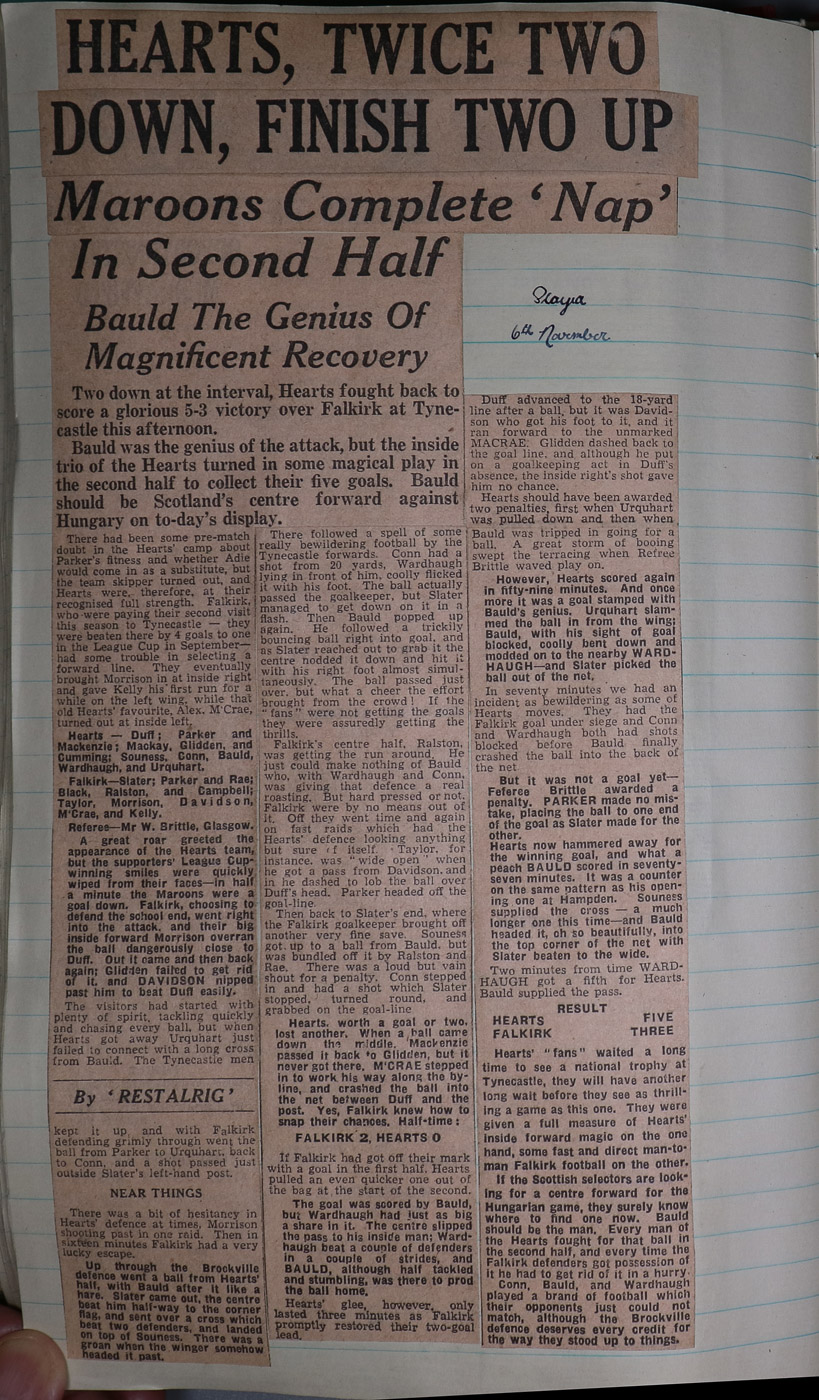 HEARTS, TWICE TWO
DOWN, FINISH TWO UP
Maroons Complete ‘Nap’
In Second Half
Bauld The Genius Of
Magnificent Recovery
6th November
Two down at the interval, Hearts fought back to
score a glorious 5-3 victory over Falkirk at Tyne-
castle this afternoon.
Bauld was the genius of the attack, but the inside
trio of the Hearts turned in some magical play in
the second half to collect their five goals. Bauld
should be Scotland's centre forward against
Hungary on to-day's display.
There had been some pre-match
doubt in the Hearts' camp about
Parker's fitness and whether Adie
would come in as a substitute, but
the team skipper turned out, and
Hearts were, therefore, at their
recognised full strength. Falkirk,
who were paying their second visit
this season to Tynecastle — they
were beaten there by 4 goals to one
in the League Cup in September—
had some trouble in selecting a
forward line. They eventually
brought Morrison in at inside right
and gave Kelly his first run for a
while on the left wing, while that
old Hearts' favourite, Alex. M'Crae,
turned out at inside left.
Hearts — Duff; Parker and
Mackenzie; Mackay, Glidden, and
Cumming; Souness, Conn, Bauld,
Wardhaugh, and Urquhart.
Falkirk—Slater; Parker and Rae;
Black, Ralston, and Campbell;
Taylor, Morrison, Davidson,
M'Crae, and Kelly.
Referee—Mr W. Brittle, Glasgow.
A great roar greeted the
appearance of the Hearts team,
but the supporters' League Cup-
winning smiles were quickly
wiped from their faces—in half
a minute the Maroons were a
goal down. Falkirk, choosing to
defend the school end, went right
into the attack, and their big
inside forward Morrison overran
the ball dangerously close to
Duff. Out it came and then back
again; Glidden failed to get rid
of it, and DAVIDSON nipped
past him to beat Duff easily.
The visitors had started with
plenty of spirit, tackling quickly
and chasing every ball, but when
Hearts got away Urquhart just
failed to connect with a long cross
from Bauld. The Tynecastle men
By ‘RESTALRIG’
kept it up, and with Falkirk
defending grimly through went the
ball from Parker to Urquhart, back
to Conn, and a shot passed just
outside Slater's left-hand post.
NEAR THINGS
There was a bit of hesitancy in
Hearts' defence at times, Morrison
shooting past in one raid. Then in
sixteen minutes Falkirk had a very
lucky escape.
Up through the Brockville
defence went a ball from Hearts'
half, with Bauld after it like a
hare. Slater came out, the centre
beat him half-way to the corner
flag, and sent over a cross which
beat two defenders, and landed
on top of Souness. There was a
groan when the winger somehow
headed it past.
There followed a spell of some
really bewildering football by the
Tynecastle forwards. Conn had a
shot from 20 yards, Wardhaugh
lying in front of him, coolly flicked
it with his foot. The ball actually
passed the goalkeeper, but Slater
managed to get down on it in a
flash. Then Bauld popped up
again. He followed a trickily
bouncing ball right into goal, and
as Slater reached out to grab it the
centre nodded it down and hit it
with his right foot almost simul-
taneously. The ball passed just
over, but what a cheer the effort
brought from the crowd! If the
"fans" were not getting the goals
they were assuredly getting the
thrills.
Falkirk's centre half, Ralston,
was getting the run around. He
just could make nothing of Bauld
who, with Wardhaugh and Conn,
was giving that defence a real
roasting. But hard pressed or not,
Falkirk were by no means out of
it. Off they went time and again
on fast raids which had the
Hearts' defence looking anything
but sure of itself. Taylor, for
instance, was "wide open" when
he got a pass from Davidson, and
in he dashed to lob the ball over
Duff's head. Parker headed off the
goal-line.
Then back to Slater's end, where
the Falkirk goalkeeper brought off
another very fine save. Souness
got up to a ball from Bauld, but
was bundled off it by Ralston and
Rae. There was a loud but vain
shout for a penalty. Conn stepped
in and had a shot which Slater
stopped, turned round, and
grabbed on the goal-line
Hearts, worth a goal or two,
lost another. When a ball came
down the middle, Mackenzie
passed it back to Glidden, but it
never got there. M'CRAE stepped
in to work his way along the by-
line, and crashed the ball into
the net between Duff and the
post. Yes, Falkirk knew how to
snap their chances. Half-time:
FALKIRK 2, HEARTS 0
If Falkirk had got off their mark
with a goal in the first half, Hearts
pulled an even quicker one out of
the bag at the start of the second.
The goal was scored by Bauld,
but Wardhaugh had just as big
a share in it. The centre slipped
the pass to his inside man; Ward-
haugh beat a couple of defenders
in a couple of strides, and
BAULD, although half tackled
and stumbling, was there to prod
the ball home.
Hearts' glee, however, only
lasted three minutes as Falkirk
promptly restored their two-goal
lead.
Duff advanced to the 18-yard
line after a ball, but it was David-
son who got his foot to it, and it
ran forward to the unmarked
MACRAE. Glidden dashed back to
the goal line, and although he put
on a goalkeeping act in Duff's
absence, the inside right's shot gave
him no chance.
Hearts should have been awarded
two penalties, first when Urquhart
was pulled down and then when
Bauld was tripped in going for a
ball. A great storm of booing
swept the terracing when Refree
Brittle waved play on.
However, Hearts scored again
in fifty-nine minutes. And once
more it was a goal stamped with
Bauld's genius. Urquhart slam-
med the ball in from the wing;
Bauld, with his sight of goal
blocked, coolly bent down and
modded on to the nearby WARD-
HAUGH—and Slater picked the
ball out of the net.
In seventy minutes we had an
incident as bewildering as some of
Hearts moves. They had the
Falkirk goal under siege and Conn
and Wardhaugh both had shots
blocked before Bauld finally
crashed the ball into the back of
the net
But it was not a goal yet—
Feferee Brittle awarded a
penalty. PARKER made no mis-
take, placing the ball to one end
of the goal as Slater made for the
other.
Hearts now hammered away for
the winning goal, and what a
peach BAULD scored in seventy-
seven minutes. It was a counter
on the same pattern as his open-
ing one at Hampden. Souness
supplied the cross — a much
longer one this time—and Bauld
headed it, oh so beautifully, into
the top corner of the net with
Slater beaten to the wide.
Two minutes from time WARD-
HAUGH got a fifth for Hearts.
Bauld supplied the pass.
RESULT
HEARTS FIVE
FALKIRK THREE
Hearts' "fans" waited a long
time to see a national trophy at
Tynecastle, they will have another
long wait before they see as thrill-
ing a game as this one. They were
given a full measure of Hearts'
inside forward magic on the one
hand, some fast and direct man-to-
man Falkirk football on the other.
If the Scottish selectors are look-
ing for a centre forward for the
Hungarian game, they surely know
where to find one now. Bauld
should be the man. Every man of
the Hearts fought for that ball in
the second half, and every time the
Falkirk defenders got possession of
it he had to get rid of it in a hurry.
Conn, Bauld, and Wardhaugh
played a brand of football which
their opponents just could not
match, although the Brockville
defence deserves every credit for
the way they stood up to things.